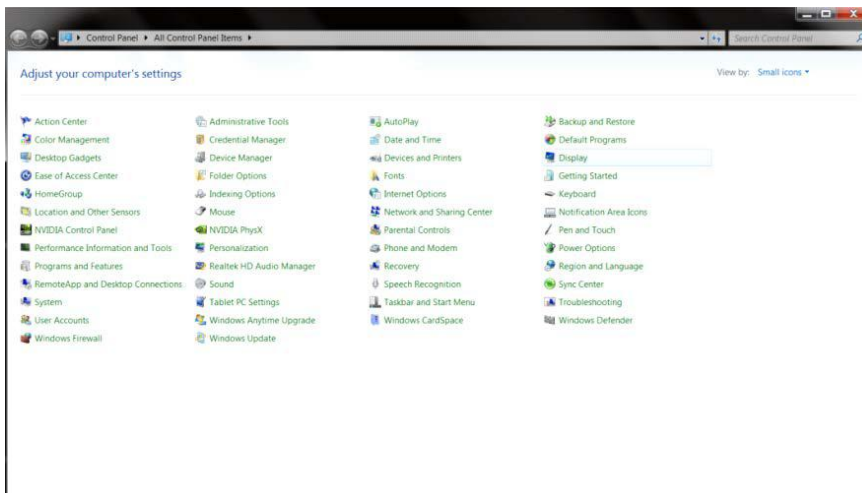 Control Panel All Control Panel Items
Search Control Panel
Adjust your computer's settings
View by: Small icons
Action Center Administrative Tools AutoPlay Backup and Restore
Color Management Credential Manager Date and Time Default Programs
Desktop Gadgets Device Manager Devices and Printers Display
Ease of Access Center Folder Options Fonts Getting Started
HomeGroup Indexing Options Internet Options Keyboard
Location and Other Sensors Mouse Network and Sharing Center Notification Area Icons
NVIDIA Control Panel NVIDIA PhysX Parental Controls Pen and Touch
Performance Information and Tools Personalization Phone and Modem Power Options
Programs and Features Realtek HD Audio Manager Recovery Region and Language
RemoteApp and Desktop Connections Sound Speech Recognition Sync Center
System Tablet PC Settings Taskbar and Start Menu Troubleshooting
User Accounts Windows Anytime Upgrade Windows CardSpace Windows Defender
Windows Firewall Windows Update